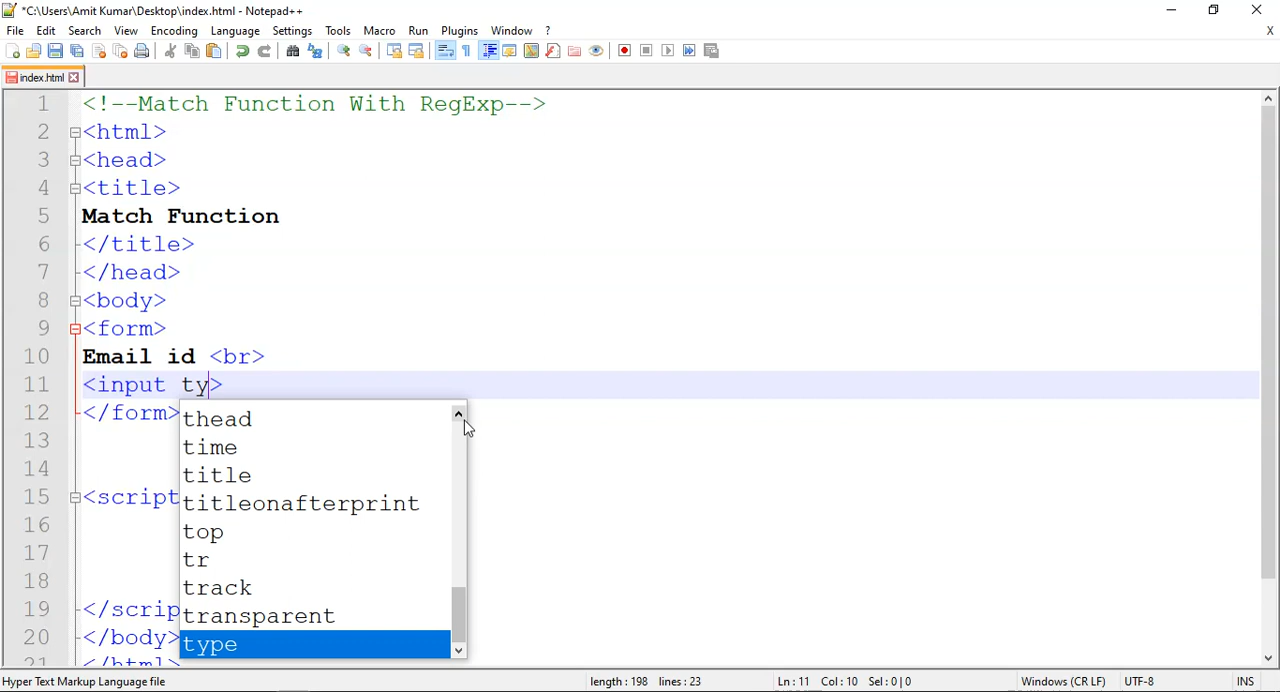 *C:\Users\Amit Kumar\Desktop\index.html - Notepad++
File Edit Search View Encoding Language Settings Tools Macro Run Plugins Window ? X
index.html
1 <!--Match Function With RegExp-->
2 <html>
3 <head>
4 <title>
5 Match Function
6 </title>
7 </head>
8 <body>
9 <form>
10 Email id <br>
11 <input ty>
12 </form>
thead
13
time
14
title
15 <script
titleonafterprint
16
top
17
tr
18
track
19 </scrip
transparent
20 </body>
type
21 </html>
Hyper Text Markup Language file length : 198 lines : 23 Ln : 11 Col : 10 Sel : 0 | 0 Windows (CR LF) UTF-8 INS